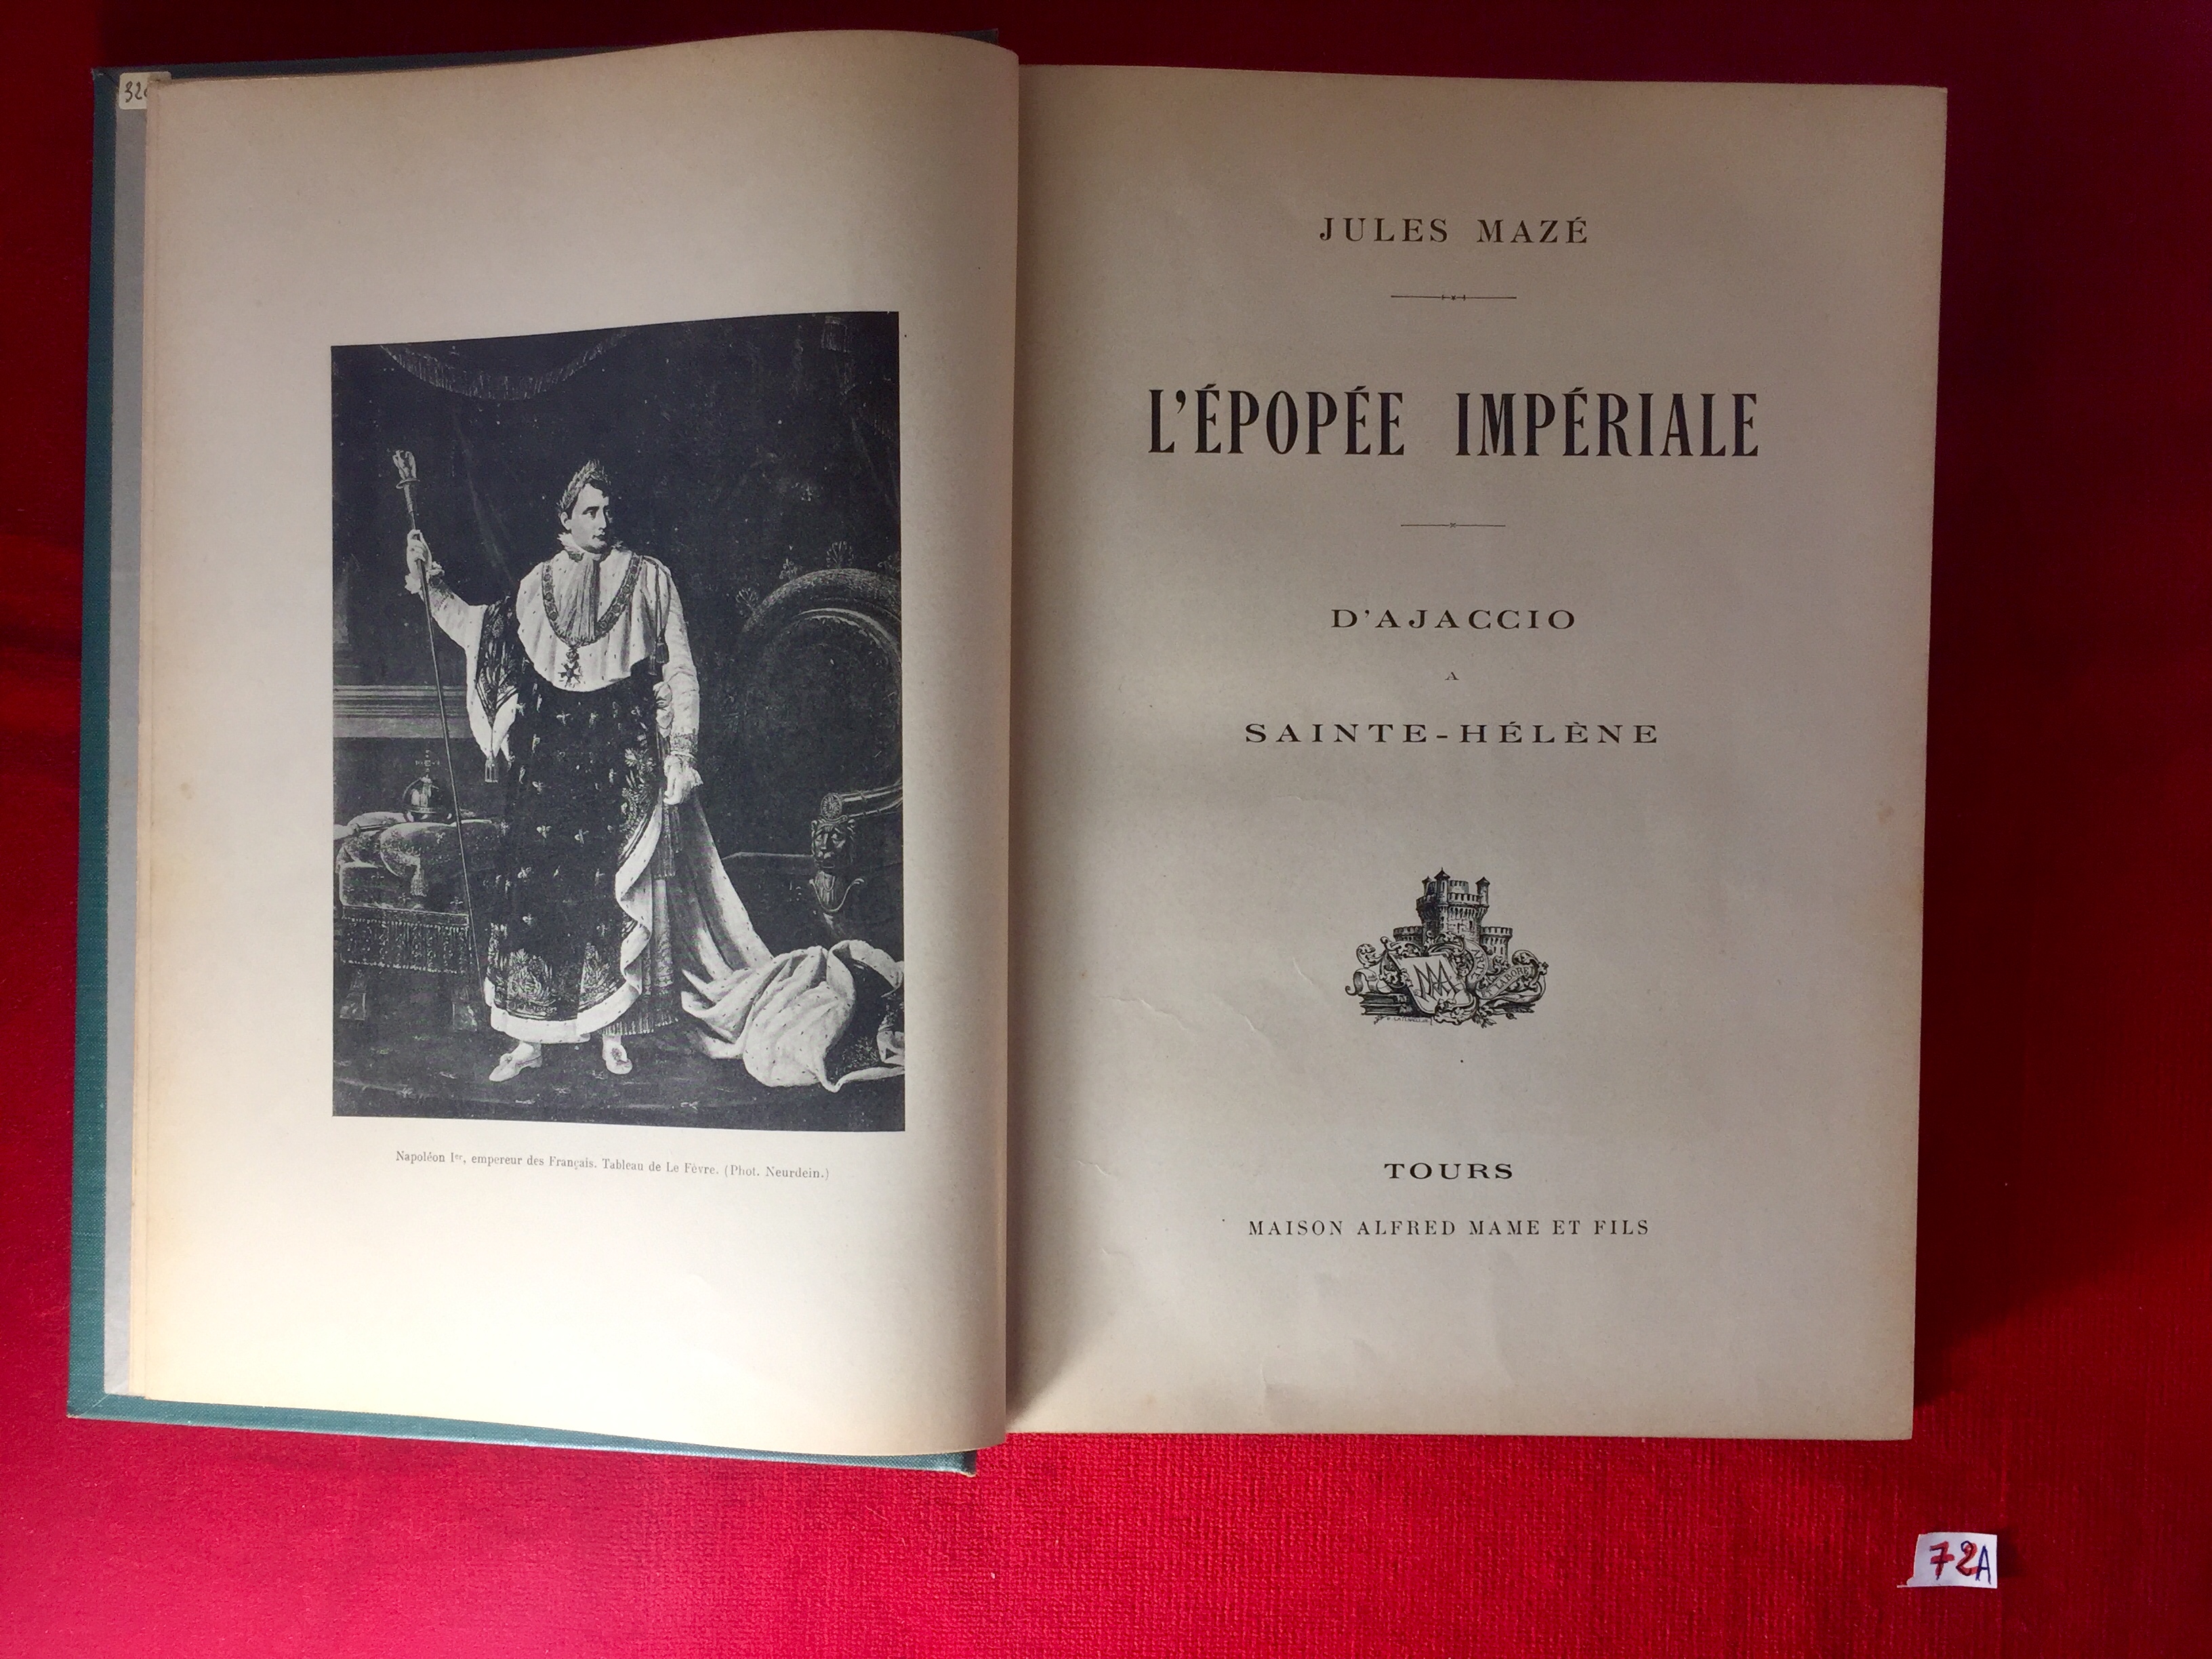 Napoléon Iᵉʳ, empereur des Français. Tableau de Le Fèvre. (Phot. Neurdein.)
JULES MAZÉ
L'ÉPOPÉE IMPÉRIALE
D'AJACCIO
A
SAINTE-HÉLÈNE
LABORE
TOURS
MAISON ALFRED MAME ET FILS
72A